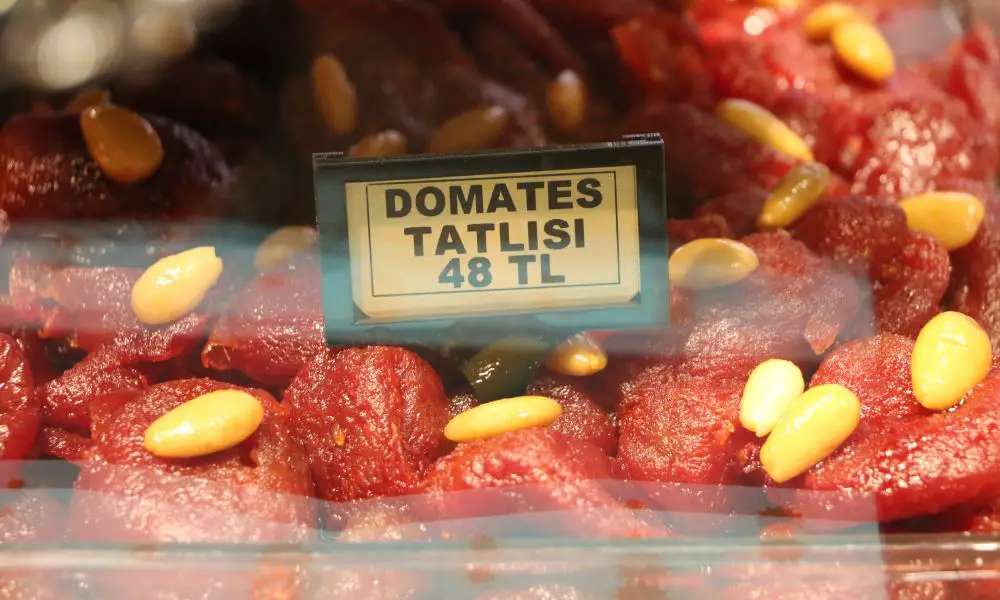 DOMATES
TATLISI
48 TL